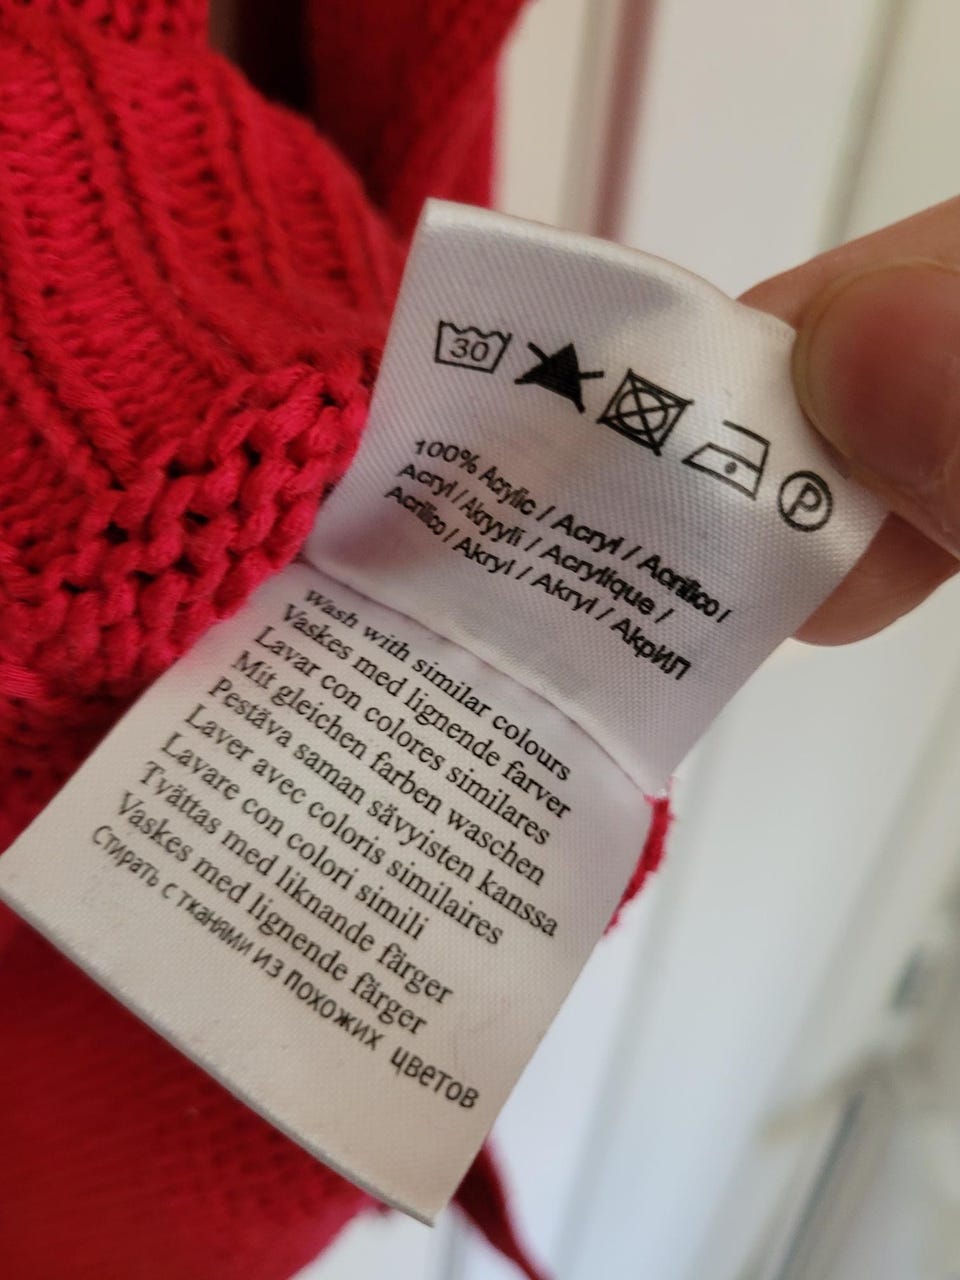 30
P
100% Acrylic / Acryl / Acrilico /
Acryl / Akryyli / Acrylique /
Acrilico / Akryl / Akryl / Акрил
Wash with similar colours
Vaskes med lignende farver
Lavar con colores similares
Mit gleichen farben waschen
Pestäva saman sävyisten kanssa
Laver avec coloris similaires
Lavare con colori simili
Tvättas med liknande färger
Vaskes med lignende färger
Стирать с тканями из похожих цветов